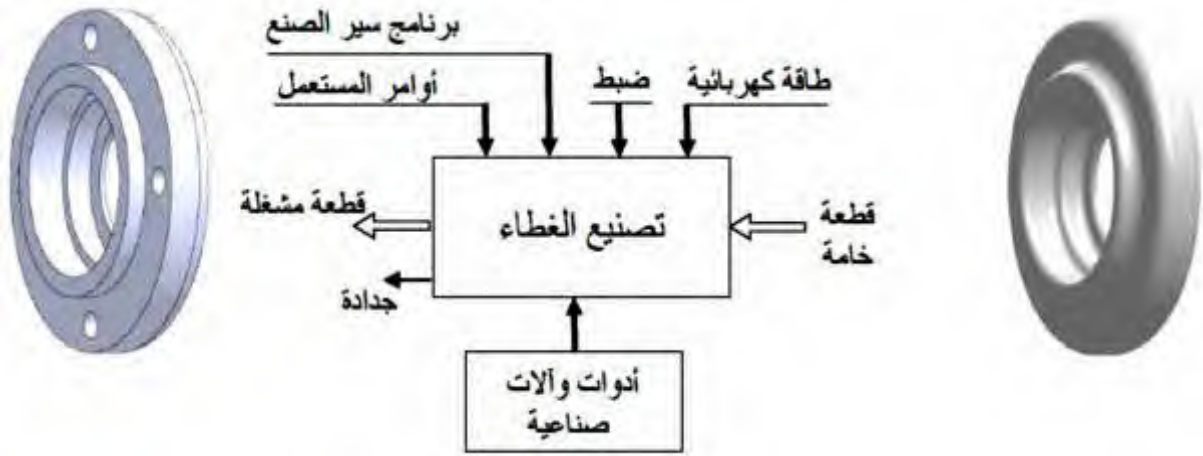 برنامج سير الصنع
أوامر المستعمل
ضبط
طاقة كهربائية
قطعة
خامة
تصنيع الغطاء
قطعة مشغلة
جدادة
أدوات وآلات
صناعية